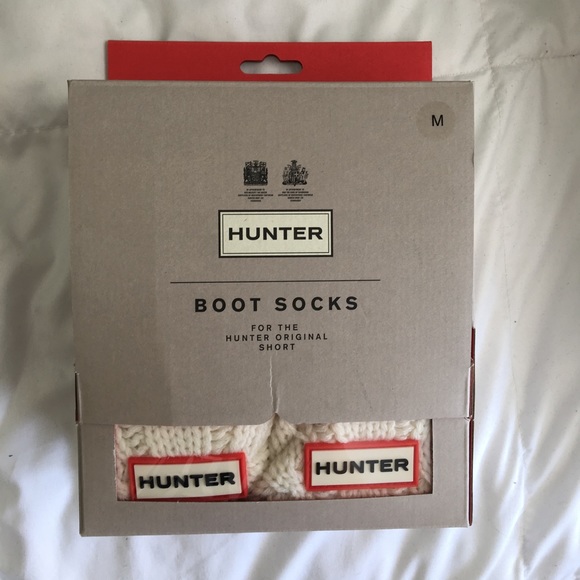 M
HUNTER
BOOT SOCKS
FOR THE
HUNTER ORIGINAL
SHORT
HUNTER
HUNTER